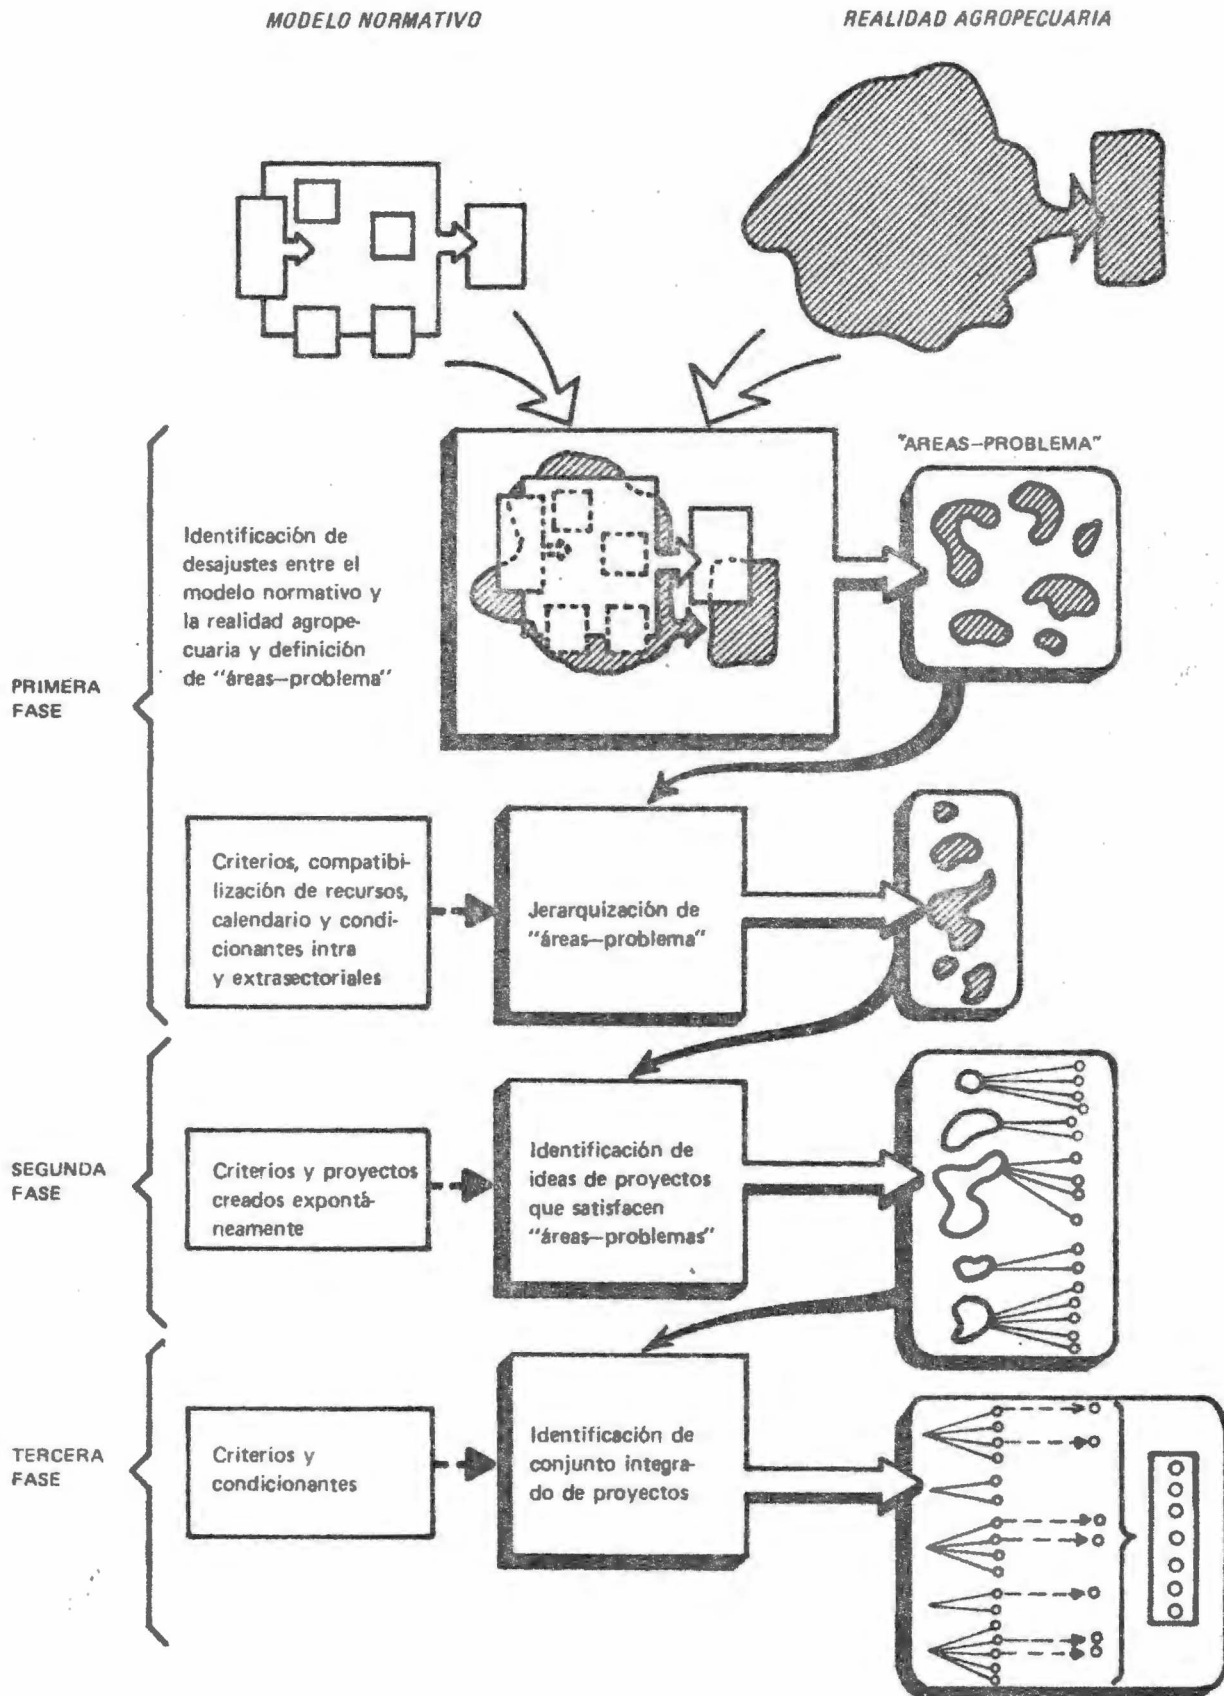 MODELO NORMATIVO
REALIDAD AGROPECUARIA
"AREAS–PROBLEMA"
Identificación de
desajustes entre el
modelo normativo y
la realidad agrope-
cuaria y definición
de "áreas–problema"
PRIMERA
FASE
Criterios, compatibi-
lización de recursos,
calendario y condi-
cionantes intra
y extrasectoriales
Jerarquización de
"áreas–problema"
SEGUNDA
FASE
Criterios y proyectos
creados expontá-
neamente
Identificación de
ideas de proyectos
que satisfacen
"áreas–problemas"
TERCERA
FASE
Criterios y
condicionantes
Identificación de
conjunto integra-
do de proyectos